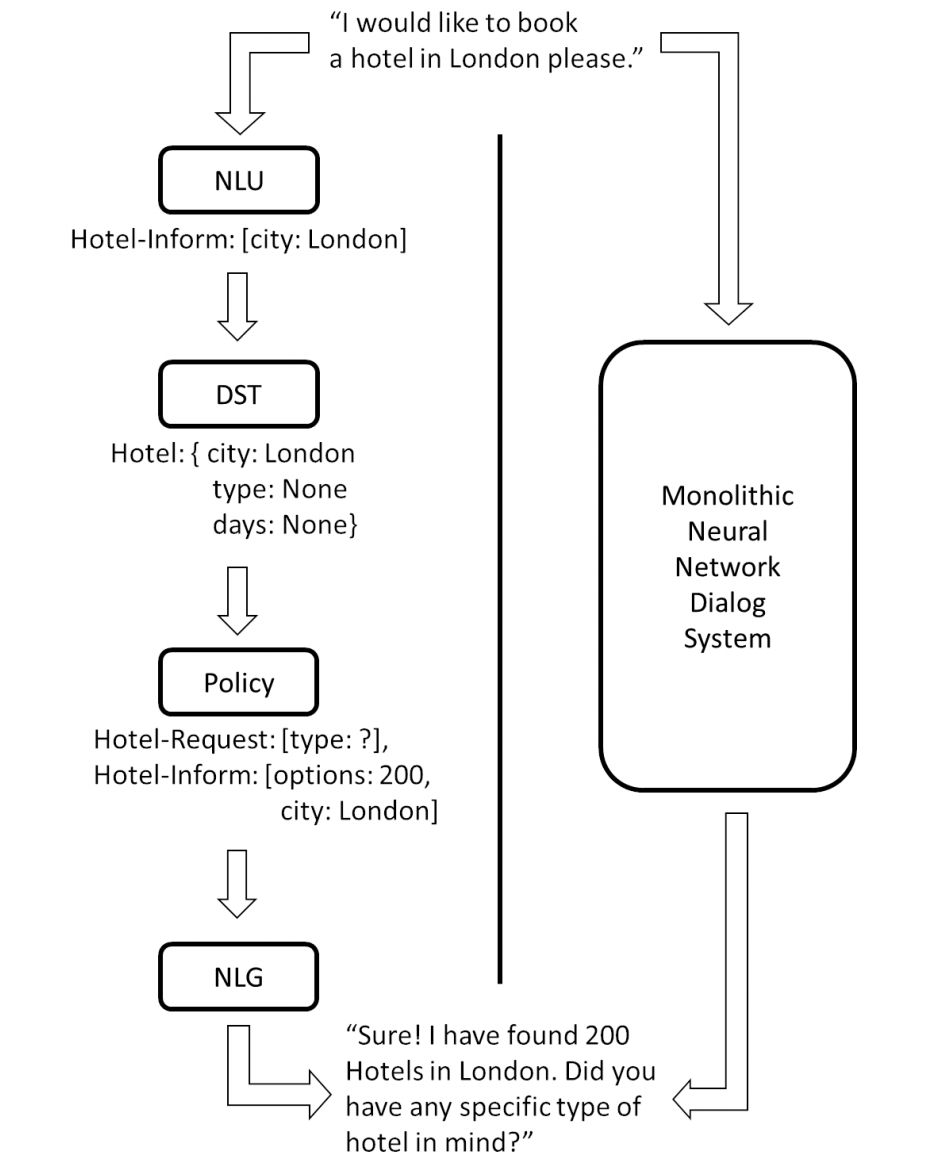 “I would like to book
a hotel in London please.”
NLU
Hotel-Inform: [city: London]
DST
Hotel: { city: London
type: None
days: None}
Policy
Hotel-Request: [type: ?],
Hotel-Inform: [options: 200,
city: London]
NLG
Monolithic
Neural
Network
Dialog
System
“Sure! I have found 200
Hotels in London. Did you
have any specific type of
hotel in mind?”